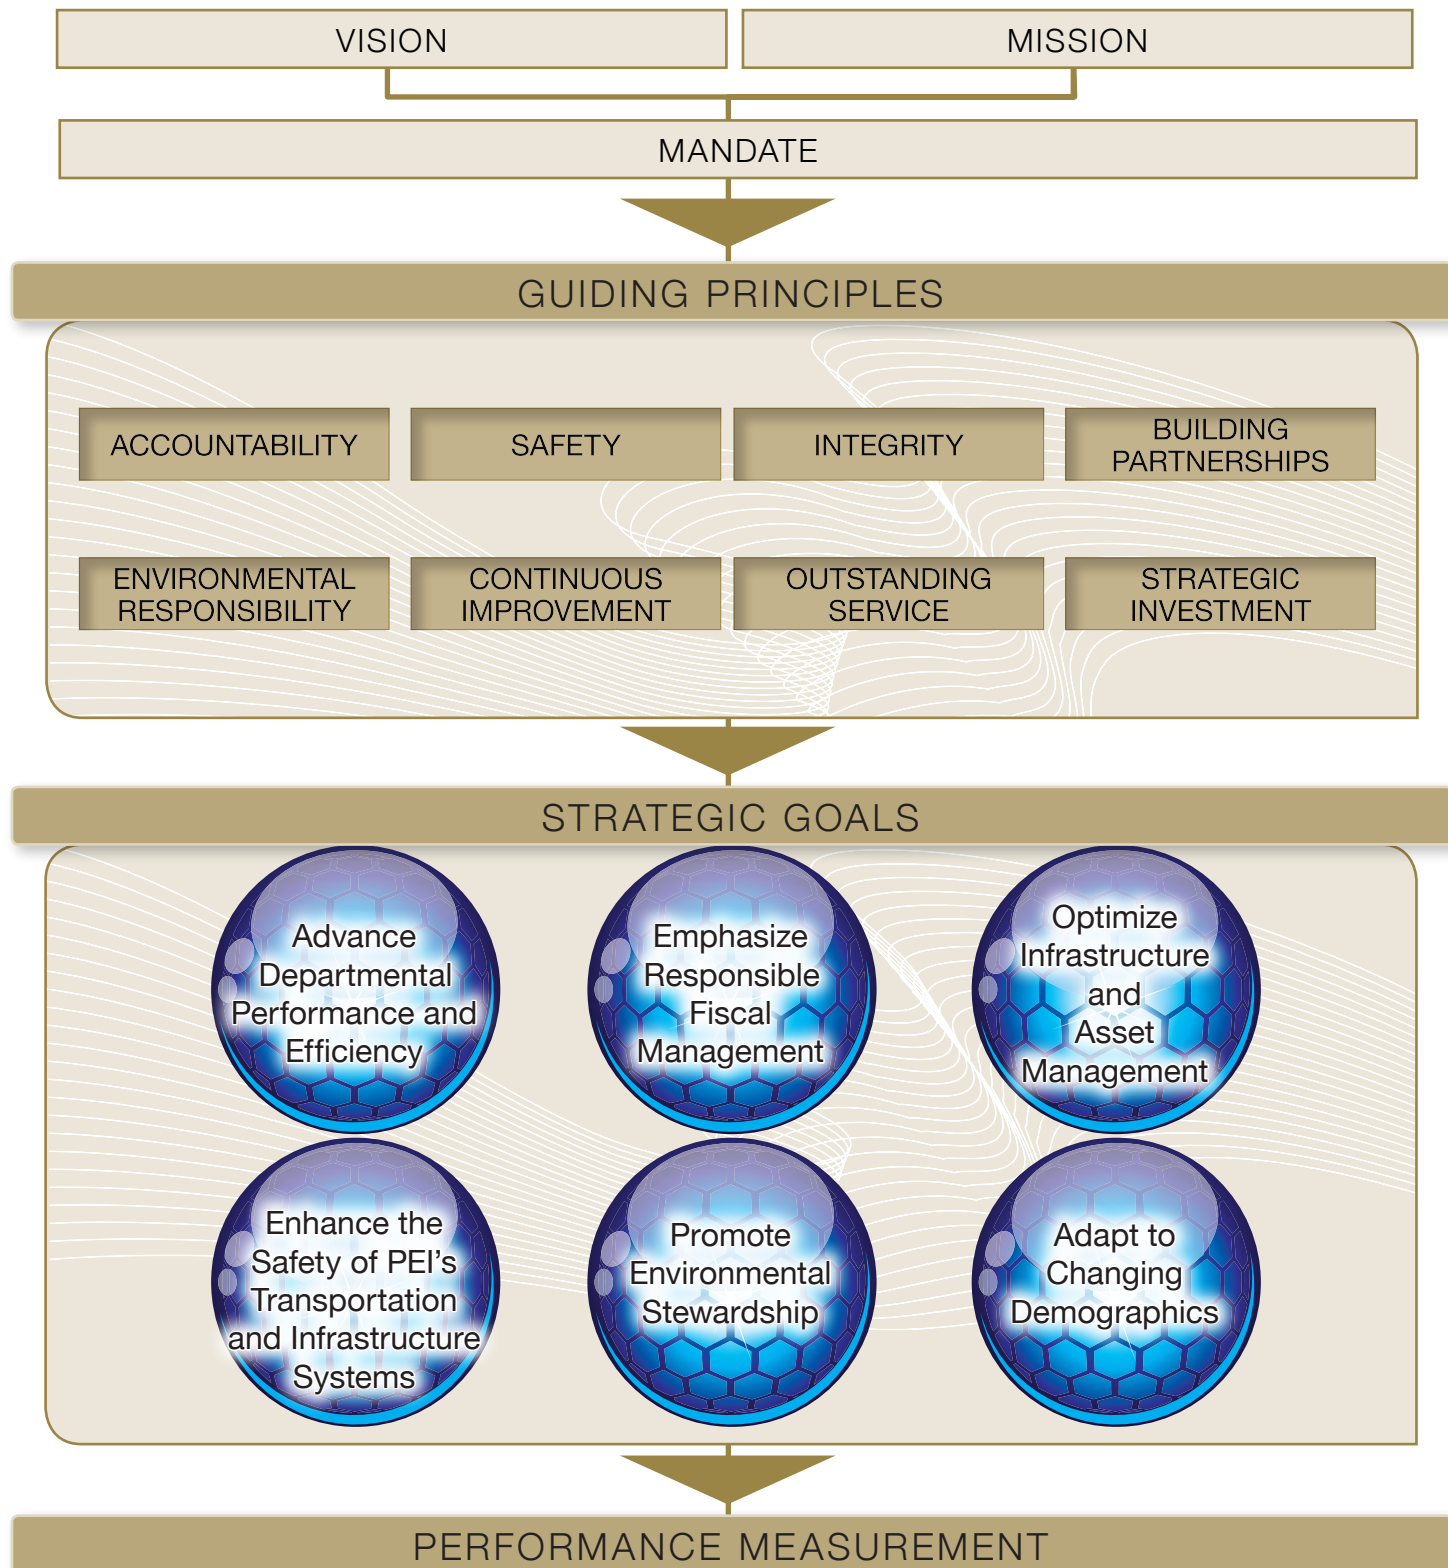 VISION
MISSION
MANDATE
GUIDING PRINCIPLES
ACCOUNTABILITY
SAFETY
INTEGRITY
BUILDING
PARTNERSHIPS
ENVIRONMENTAL
RESPONSIBILITY
CONTINUOUS
IMPROVEMENT
OUTSTANDING
SERVICE
STRATEGIC
INVESTMENT
STRATEGIC GOALS
Advance
Departmental
Performance and
Efficiency
Emphasize
Responsible
Fiscal
Management
Optimize
Infrastructure
and
Asset
Management
Enhance the
Safety of PEI’s
Transportation
and Infrastructure
Systems
Promote
Environmental
Stewardship
Adapt to
Changing
Demographics
PERFORMANCE MEASUREMENT